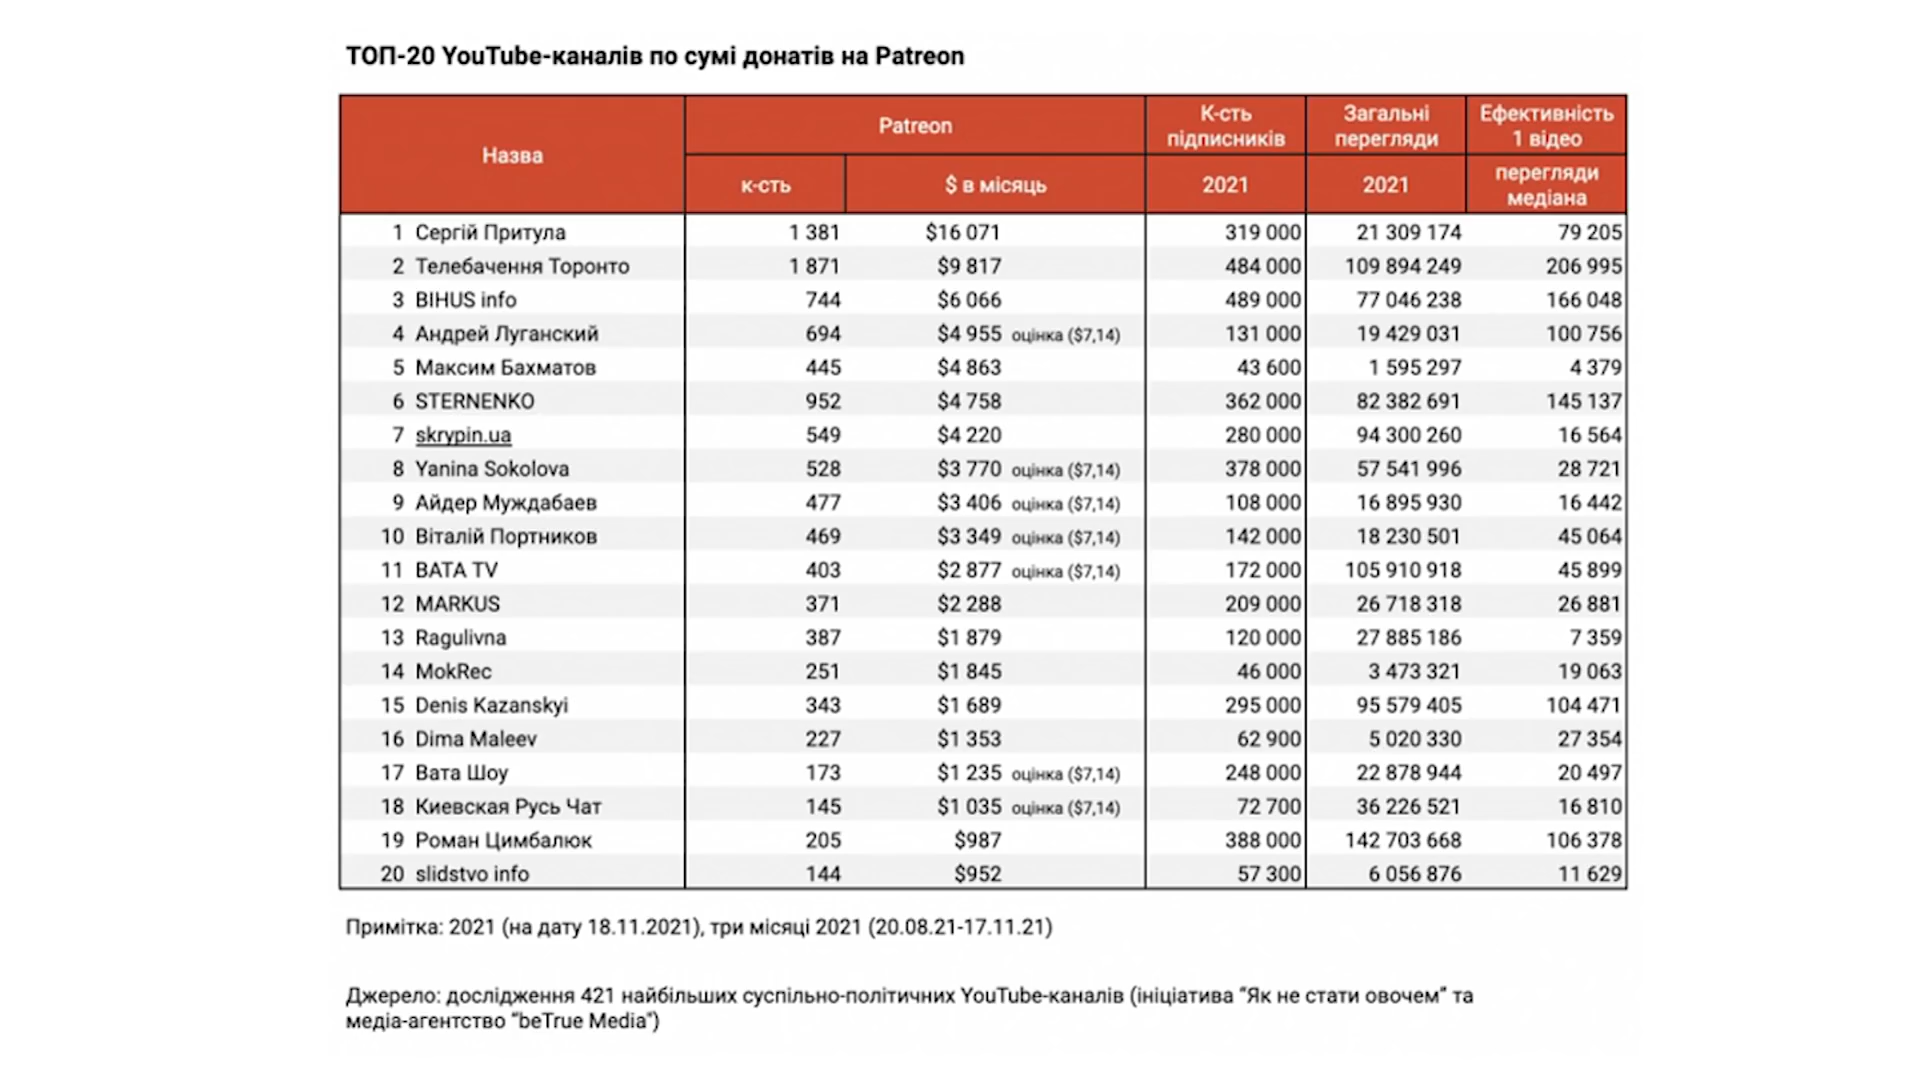 ТОП-20 YouTube-каналів по сумі донатів на Patreon
Назва Patreon К-сть підписників Загальні перегляди Ефективність 1 відео
к-сть $ в місяць 2021 2021 перегляди медіана
1 Сергій Притула 1 381 $16 071 319 000 21 309 174 79 205
2 Телебачення Торонто 1 871 $9 817 484 000 109 894 249 206 995
3 BIHUS info 744 $6 066 489 000 77 046 238 166 048
4 Андрей Луганский 694 $4 955 оцінка ($7,14) 131 000 19 429 031 100 756
5 Максим Бахматов 445 $4 863 43 600 1 595 297 4 379
6 STERNENKO 952 $4 758 362 000 82 382 691 145 137
7 skrypin.ua 549 $4 220 280 000 94 300 260 16 564
8 Yanina Sokolova 528 $3 770 оцінка ($7,14) 378 000 57 541 996 28 721
9 Айдер Муждабаев 477 $3 406 оцінка ($7,14) 108 000 16 895 930 16 442
10 Віталій Портников 469 $3 349 оцінка ($7,14) 142 000 18 230 501 45 064
11 ВАТА TV 403 $2 877 оцінка ($7,14) 172 000 105 910 918 45 899
12 MARKUS 371 $2 288 209 000 26 718 318 26 881
13 Ragulivna 387 $1 879 120 000 27 885 186 7 359
14 MokRec 251 $1 845 46 000 3 473 321 19 063
15 Denis Kazanskyi 343 $1 689 295 000 95 579 405 104 471
16 Dima Maleev 227 $1 353 62 900 5 020 330 27 354
17 Вата Шоу 173 $1 235 оцінка ($7,14) 248 000 22 878 944 20 497
18 Киевская Русь Чат 145 $1 035 оцінка ($7,14) 72 700 36 226 521 16 810
19 Роман Цимбалюк 205 $987 388 000 142 703 668 106 378
20 slidstvo info 144 $952 57 300 6 056 876 11 629
Примітка: 2021 (на дату 18.11.2021), три місяці 2021 (20.08.21-17.11.21)
Джерело: дослідження 421 найбільших суспільно-політичних YouTube-каналів (ініціатива “Як не стати овочем” та
медіа-агентство “beTrue Media”)